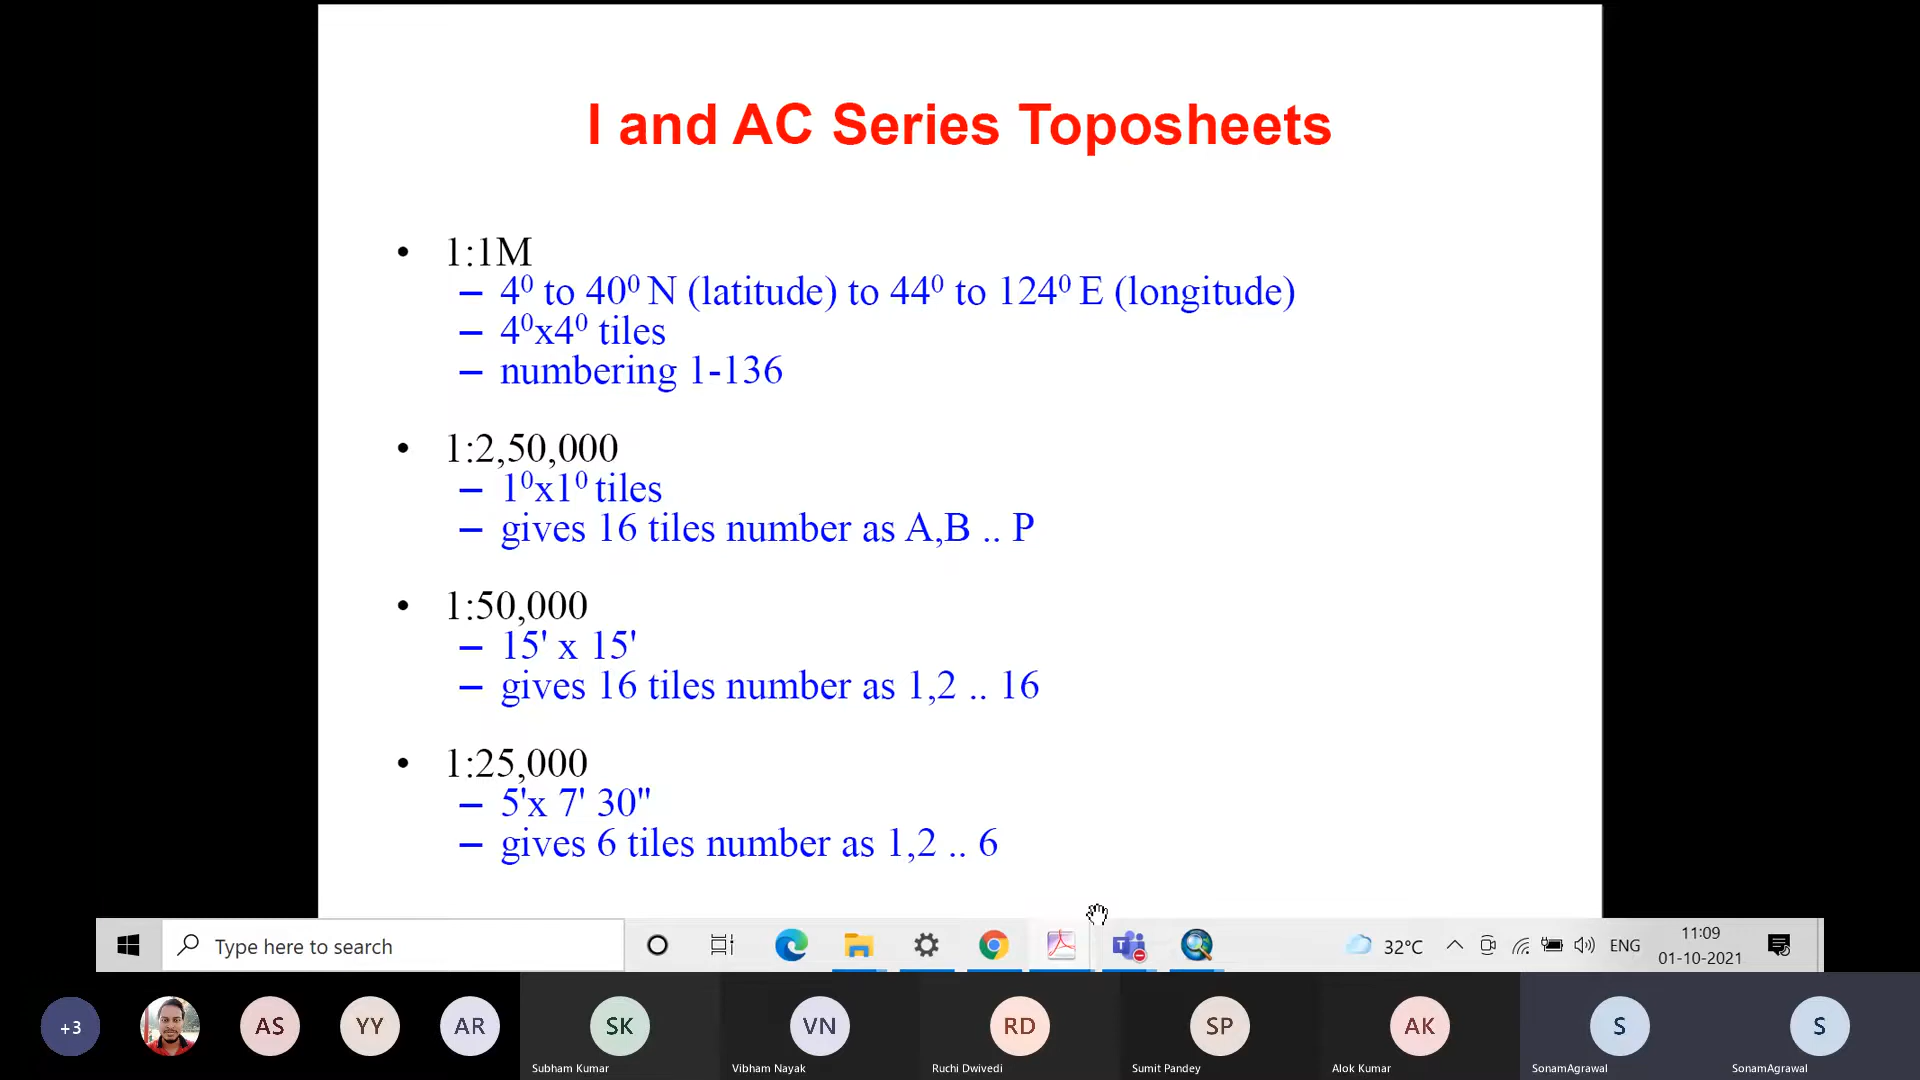 I and AC Series Toposheets
• 1:1M
– 4⁰ to 40⁰ N (latitude) to 44⁰ to 124⁰ E (longitude)
– 4⁰x4⁰ tiles
– numbering 1-136
• 1:2,50,000
– 1⁰x1⁰ tiles
– gives 16 tiles number as A,B .. P
• 1:50,000
– 15' x 15'
– gives 16 tiles number as 1,2 .. 16
• 1:25,000
– 5'x 7' 30"
– gives 6 tiles number as 1,2 .. 6
Type here to search
32°C
ENG
11:09
01-10-2021
+3
AS
YY
AR
SK
VN
RD
SP
AK
S
S
Subham Kumar
Vibham Nayak
Ruchi Dwivedi
Sumit Pandey
Alok Kumar
SonamAgrawal
SonamAgrawal